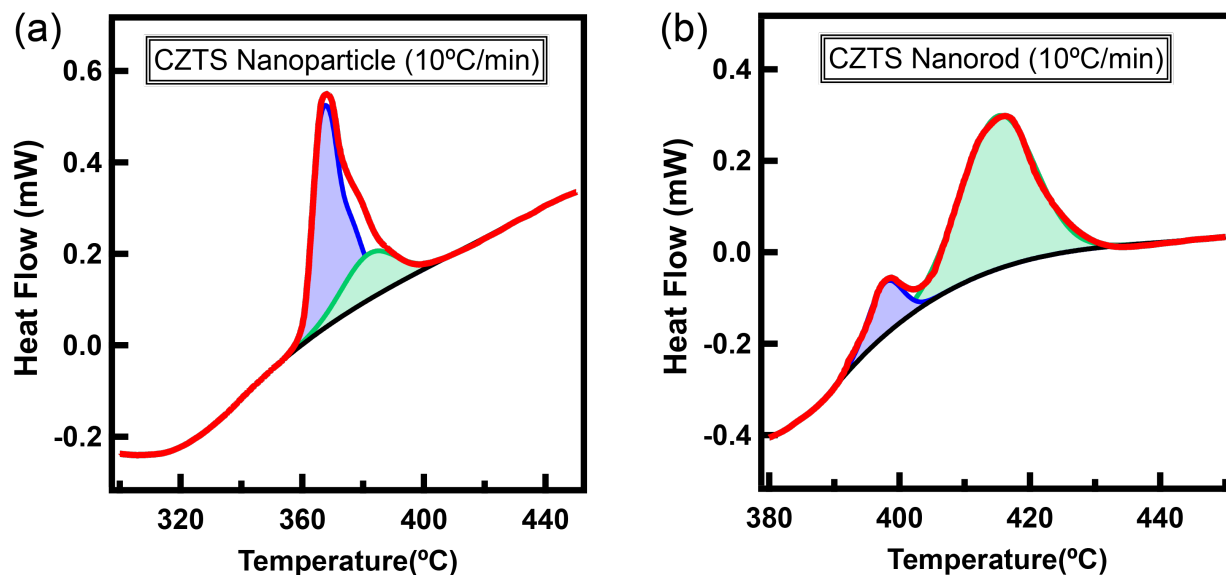 (a)
CZTS Nanoparticle (10ºC/min)
Heat Flow (mW)
0.6
0.4
0.2
0.0
-0.2
320 360 400 440
Temperature(ºC)
(b)
CZTS Nanorod (10ºC/min)
Heat Flow (mW)
0.4
0.2
0.0
-0.2
-0.4
380 400 420 440
Temperature(ºC)